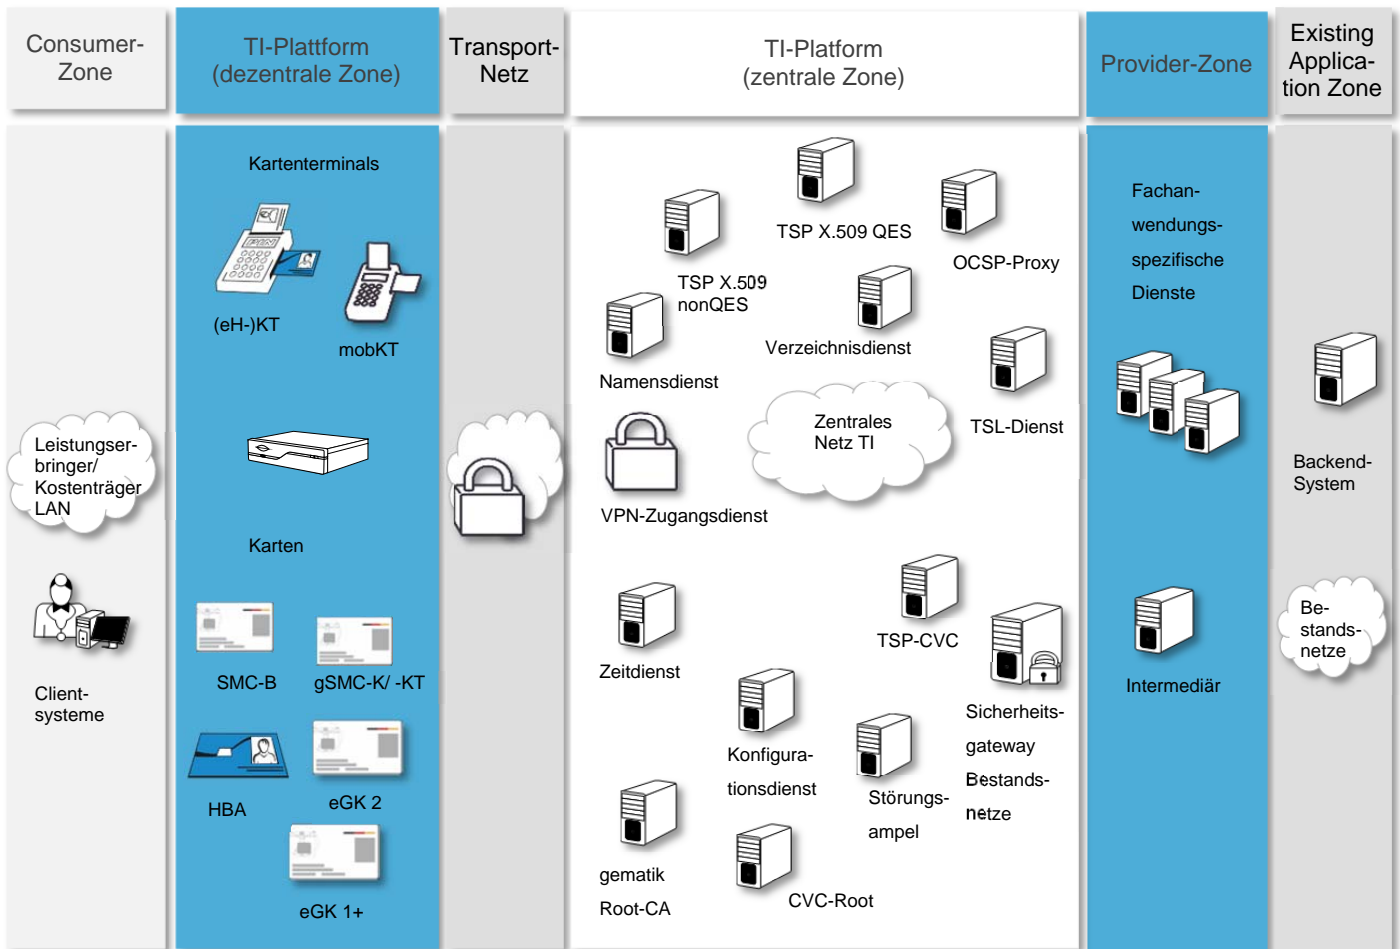 Consumer-
Zone
TI-Plattform
(dezentrale Zone)
Transport-
Netz
TI-Platform
(zentrale Zone)
Provider-Zone
Existing
Applica-
tion Zone
Leistungser-
bringer/
Kostenträger
LAN
Client-
systeme
Kartenterminals
PIN
(eH-)KT
mobKT
Karten
SMC-B
gSMC-K/ -KT
HBA
eGK 2
eGK 1+
TSP X.509 QES
OCSP-Proxy
TSP X.509
nonQES
Verzeichnisdienst
Namensdienst
TSL-Dienst
Zentrales
Netz TI
VPN-Zugangsdienst
TSP-CVC
Zeitdienst
Sicherheits-
gateway
Bestands-
netze
Konfigura-
tionsdienst
Störungs-
ampel
gematik
Root-CA
CVC-Root
Fachan-
wendungs-
spezifische
Dienste
Intermediär
Backend-
System
Be-
stands-
netze